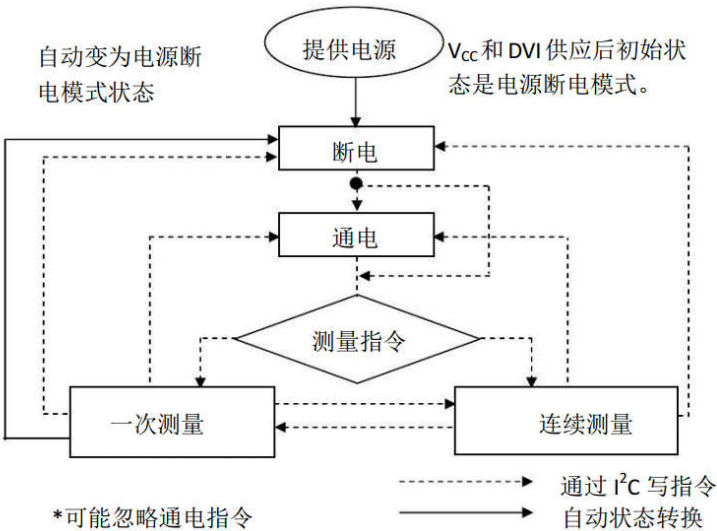 自动变为电源断
电模式状态
提供电源
V_CC和 DVI 供应后初始状
态是电源断电模式。
断电
通电
测量指令
一次测量
连续测量
通过 I²C 写指令
*可能忽略通电指令
自动状态转换